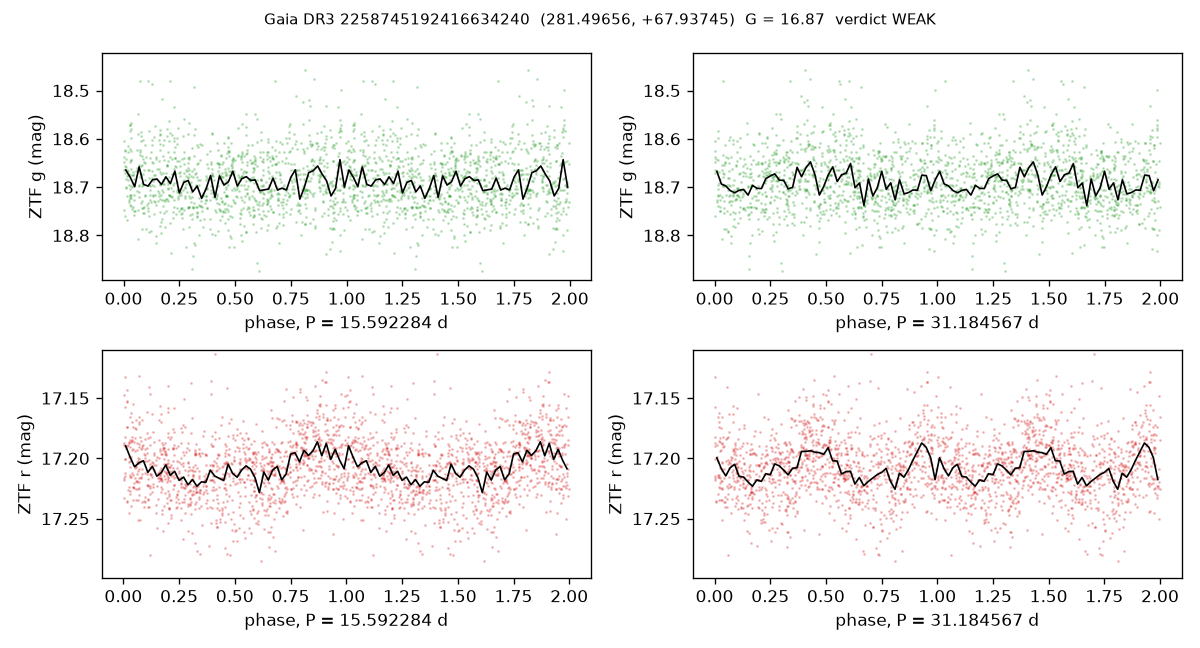 Gaia DR3 2258745192416634240 (281.49656, +67.93745) G = 16.87 verdict WEAK
ZTF g (mag)
18.5
18.6
18.7
18.8
0.00 0.25 0.50 0.75 1.00 1.25 1.50 1.75 2.00
phase, P = 15.592284 d
ZTF g (mag)
18.5
18.6
18.7
18.8
0.00 0.25 0.50 0.75 1.00 1.25 1.50 1.75 2.00
phase, P = 31.184567 d
ZTF r (mag)
17.15
17.20
17.25
0.00 0.25 0.50 0.75 1.00 1.25 1.50 1.75 2.00
phase, P = 15.592284 d
ZTF r (mag)
17.15
17.20
17.25
0.00 0.25 0.50 0.75 1.00 1.25 1.50 1.75 2.00
phase, P = 31.184567 d